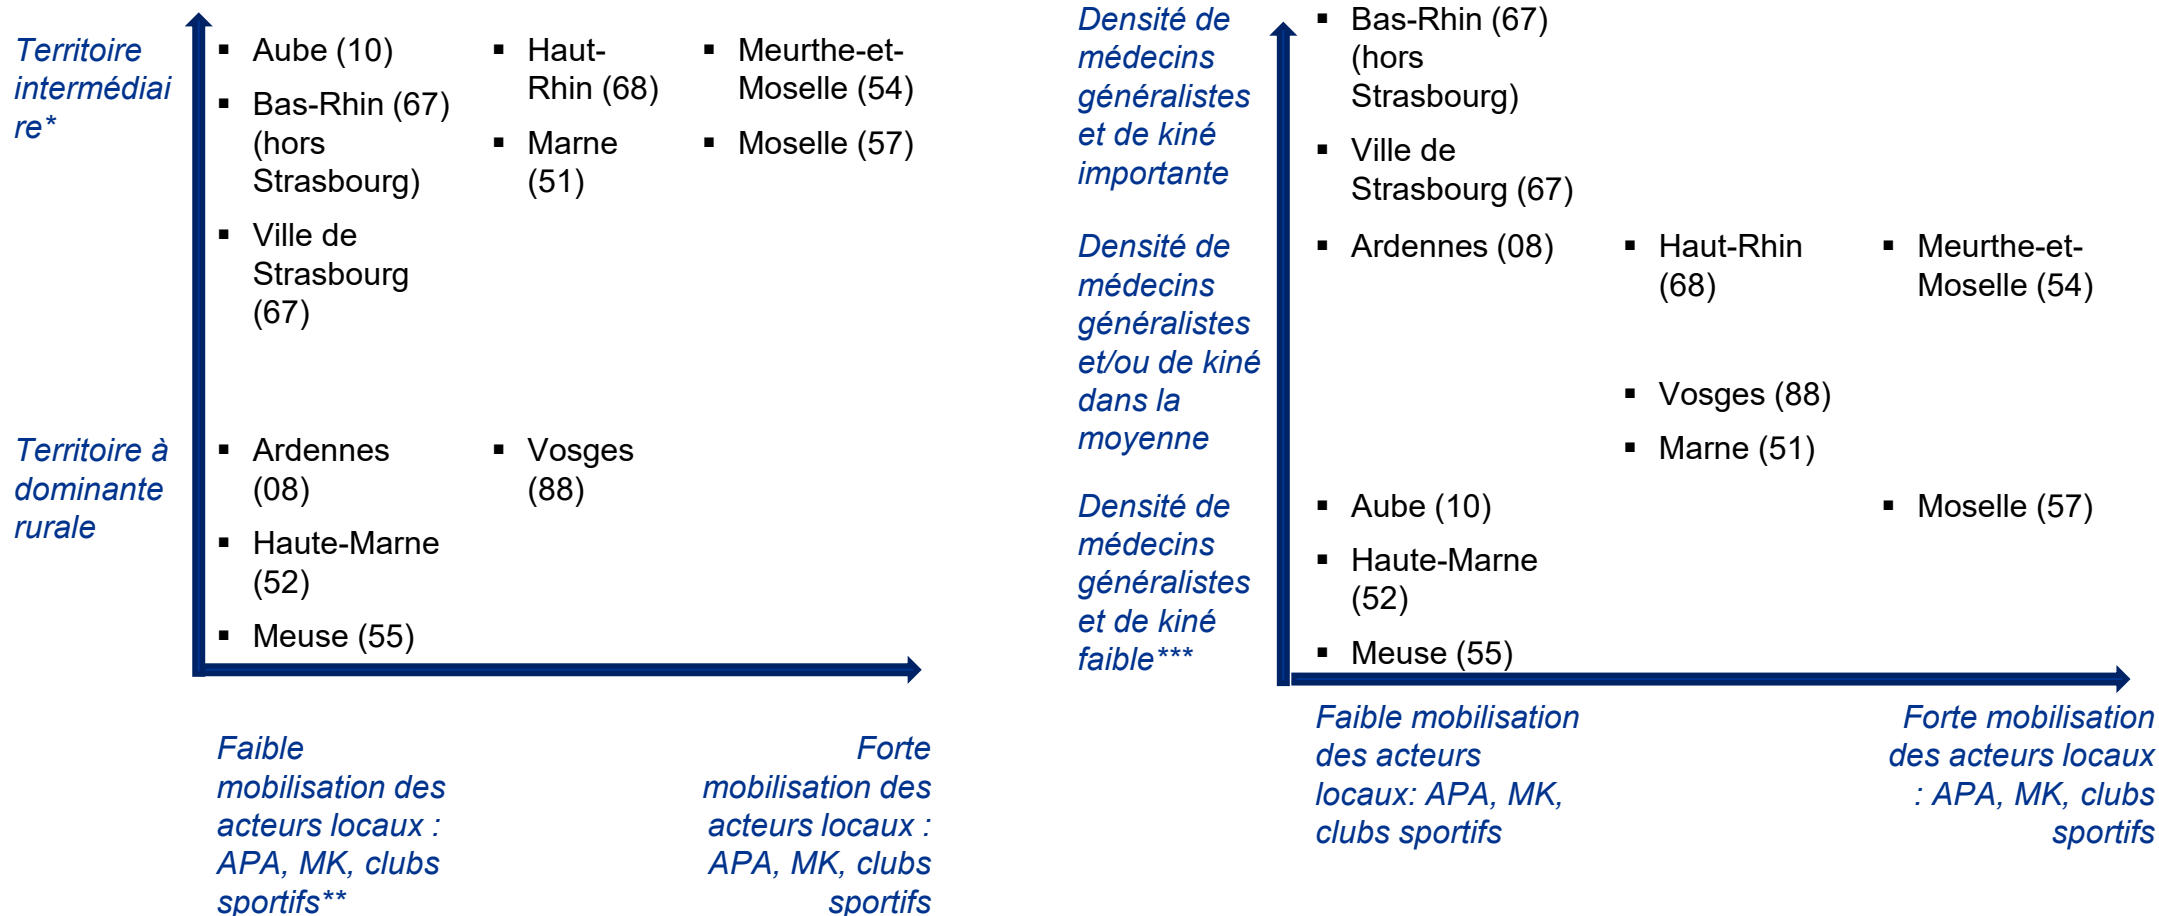 Territoire
intermédiai
re*
▪ Aube (10)
▪ Bas-Rhin (67)
(hors
Strasbourg)
▪ Ville de
Strasbourg
(67)
▪ Haut-
Rhin (68)
▪ Marne
(51)
▪ Meurthe-et-
Moselle (54)
▪ Moselle (57)
Territoire à
dominante
rurale
▪ Ardennes
(08)
▪ Haute-Marne
(52)
▪ Meuse (55)
▪ Vosges
(88)
Faible
mobilisation des
acteurs locaux :
APA, MK, clubs
sportifs**
Forte
mobilisation des
acteurs locaux :
APA, MK, clubs
sportifs
Densité de
médecins
généralistes
et de kiné
importante
▪ Bas-Rhin (67)
(hors
Strasbourg)
▪ Ville de
Strasbourg (67)
Densité de
médecins
généralistes
et/ou de kiné
dans la
moyenne
▪ Ardennes (08)
▪ Haut-Rhin
(68)
▪ Vosges (88)
▪ Marne (51)
▪ Meurthe-et-
Moselle (54)
Densité de
médecins
généralistes
et de kiné
faible***
▪ Aube (10)
▪ Haute-Marne
(52)
▪ Meuse (55)
▪ Moselle (57)
Faible mobilisation
des acteurs
locaux: APA, MK,
clubs sportifs
Forte mobilisation
des acteurs locaux
: APA, MK, clubs
sportifs